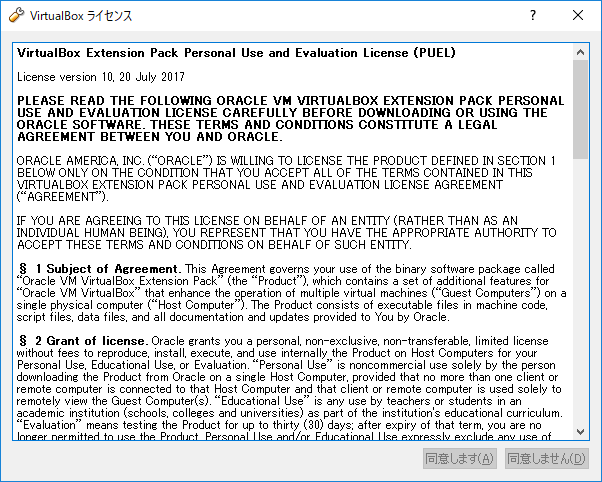 VirtualBox ライセンス
VirtualBox Extension Pack Personal Use and Evaluation License (PUEL)
License version 10, 20 July 2017
PLEASE READ THE FOLLOWING ORACLE VM VIRTUALBOX EXTENSION PACK PERSONAL
USE AND EVALUATION LICENSE CAREFULLY BEFORE DOWNLOADING OR USING THE
ORACLE SOFTWARE. THESE TERMS AND CONDITIONS CONSTITUTE A LEGAL
AGREEMENT BETWEEN YOU AND ORACLE.
ORACLE AMERICA, INC. (“ORACLE”) IS WILLING TO LICENSE THE PRODUCT DEFINED IN SECTION 1
BELOW ONLY ON THE CONDITION THAT YOU ACCEPT ALL OF THE TERMS CONTAINED IN THIS
VIRTUALBOX EXTENSION PACK PERSONAL USE AND EVALUATION LICENSE AGREEMENT
(“AGREEMENT”).
IF YOU ARE AGREEING TO THIS LICENSE ON BEHALF OF AN ENTITY (RATHER THAN AS AN
INDIVIDUAL HUMAN BEING), YOU REPRESENT THAT YOU HAVE THE APPROPRIATE AUTHORITY TO
ACCEPT THESE TERMS AND CONDITIONS ON BEHALF OF SUCH ENTITY.
§ 1 Subject of Agreement. This Agreement governs your use of the binary software package called
“Oracle VM VirtualBox Extension Pack” (the “Product”), which contains a set of additional features for
“Oracle VM VirtualBox” that enhance the operation of multiple virtual machines (“Guest Computers”) on a
single physical computer (“Host Computer”). The Product consists of executable files in machine code,
script files, data files, and all documentation and updates provided to You by Oracle.
§ 2 Grant of license. Oracle grants you a personal, non-exclusive, non-transferable, limited license
without fees to reproduce, install, execute, and use internally the Product on Host Computers for your
Personal Use, Educational Use, or Evaluation. “Personal Use” is noncommercial use solely by the person
downloading the Product from Oracle on a single Host Computer, provided that no more than one client or
remote computer is connected to that Host Computer and that client or remote computer is used solely to
remotely view the Guest Computer(s). “Educational Use” is any use by teachers or students in an
academic institution (schools, colleges and universities) as part of the institution's educational curriculum.
“Evaluation” means testing the Product for up to thirty (30) days; after expiry of that term, you are no
longer permitted to use the Product. Personal Use and/or Educational Use expressly exclude any use of
同意します(A) 同意しません(D)